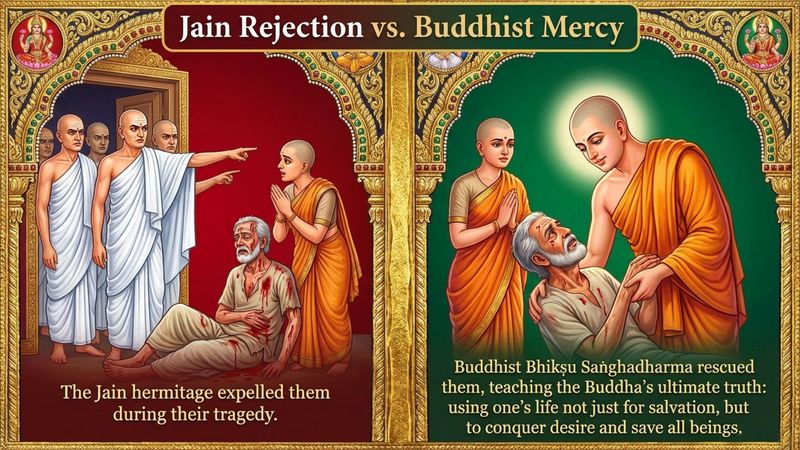 Jain Rejection vs. Buddhist Mercy
The Jain hermitage expelled them
during their tragedy.
Buddhist Bhikṣu Saṅghadharma rescued
them, teaching the Buddha's ultimate truth:
using one's life not just for salvation, but
to conquer desire and save all beings.